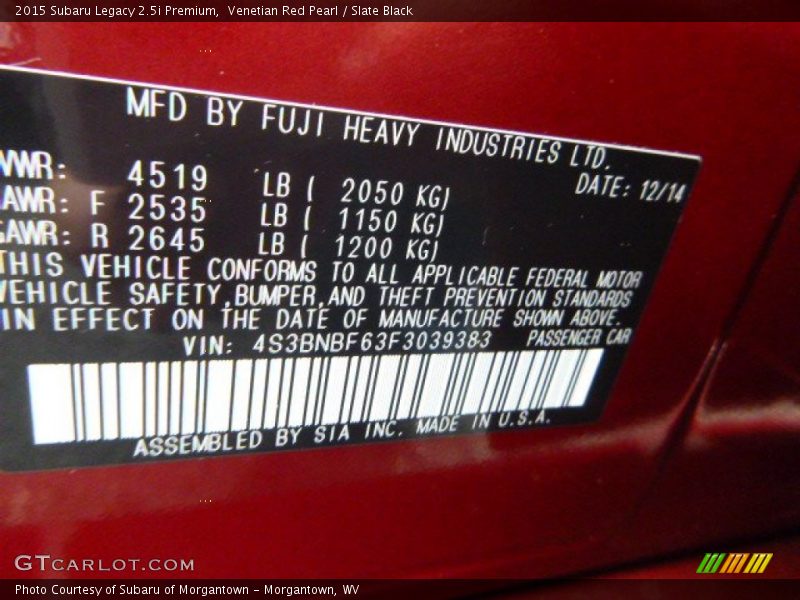 2015 Subaru Legacy 2.5i Premium,  Venetian Red Pearl / Slate Black
MFD BY FUJI HEAVY INDUSTRIES LTD.
DATE: 12/14
VWR: 4519 LB ( 2050 KG)
AWR: F 2535 LB ( 1150 KG)
GAWR: R 2645 LB ( 1200 KG)
THIS VEHICLE CONFORMS TO ALL APPLICABLE FEDERAL MOTOR
VEHICLE SAFETY,BUMPER,AND THEFT PREVENTION STANDARDS
IN EFFECT ON THE DATE OF MANUFACTURE SHOWN ABOVE.
VIN: 4S3BNBF63F3039383 PASSENGER CAR
ASSEMBLED BY SIA INC. MADE IN U.S.A.
GTCARLOT.COM
Photo Courtesy of Subaru of Morgantown - Morgantown, WV